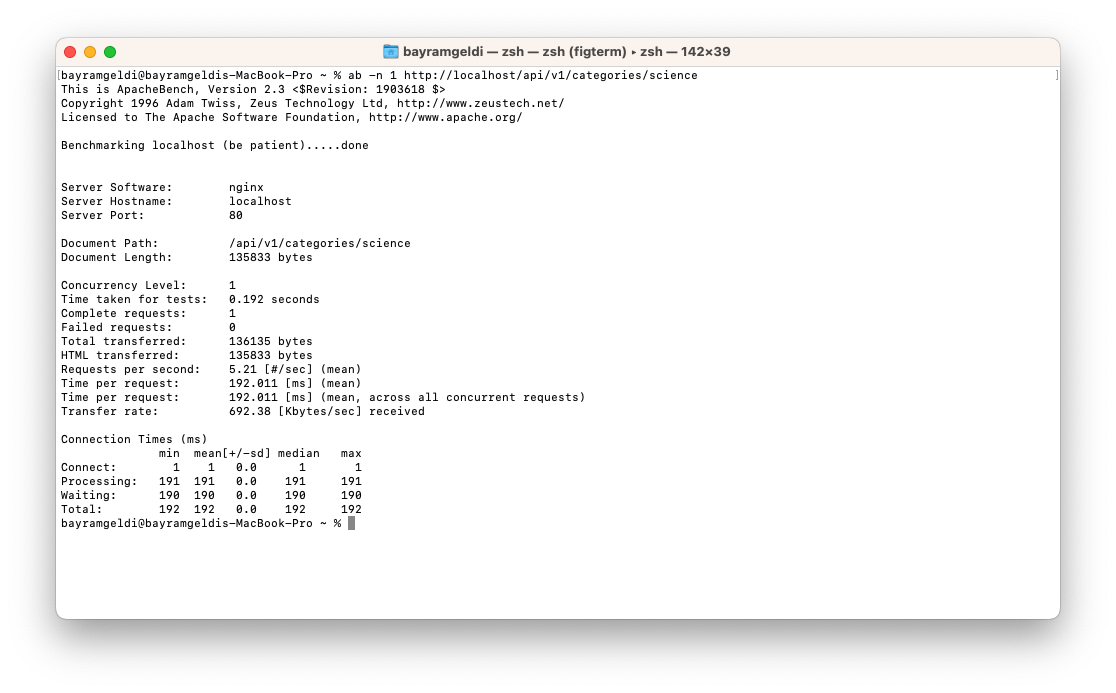 bayramgeldi — zsh — zsh (figterm) ▸ zsh — 142×39
[bayramgeldi@bayramgeldis-MacBook-Pro ~ % ab -n 1 http://localhost/api/v1/categories/science ]
This is ApacheBench, Version 2.3 <$Revision: 1903618 $>
Copyright 1996 Adam Twiss, Zeus Technology Ltd, http://www.zeustech.net/
Licensed to The Apache Software Foundation, http://www.apache.org/
Benchmarking localhost (be patient).....done
Server Software:        nginx
Server Hostname:        localhost
Server Port:            80
Document Path:          /api/v1/categories/science
Document Length:        135833 bytes
Concurrency Level:      1
Time taken for tests:   0.192 seconds
Complete requests:      1
Failed requests:        0
Total transferred:      136135 bytes
HTML transferred:       135833 bytes
Requests per second:    5.21 [#/sec] (mean)
Time per request:       192.011 [ms] (mean)
Time per request:       192.011 [ms] (mean, across all concurrent requests)
Transfer rate:          692.38 [Kbytes/sec] received
Connection Times (ms)
              min  mean[+/-sd] median   max
Connect:        1    1   0.0      1       1
Processing:   191  191   0.0    191     191
Waiting:      190  190   0.0    190     190
Total:        192  192   0.0    192     192
bayramgeldi@bayramgeldis-MacBook-Pro ~ %